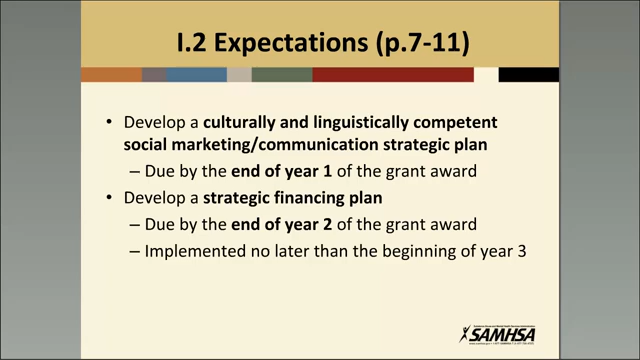 I.2 Expectations (p.7-11)
• Develop a culturally and linguistically competent
social marketing/communication strategic plan
– Due by the end of year 1 of the grant award
• Develop a strategic financing plan
– Due by the end of year 2 of the grant award
– Implemented no later than the beginning of year 3
SAMHSA